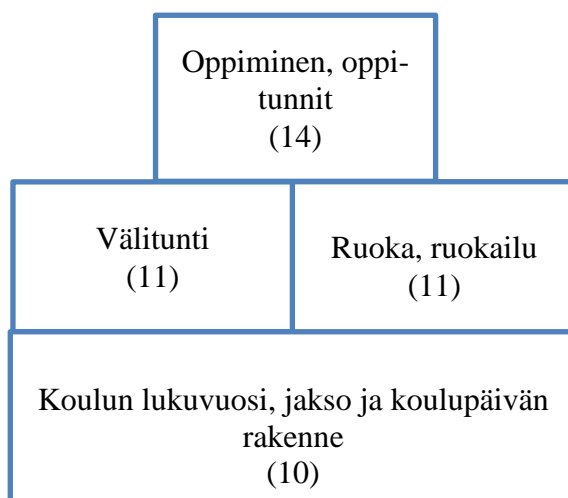 Oppiminen, oppi-
tunnit
(14)
Välitunti
(11)
Ruoka, ruokailu
(11)
Koulun lukuvuosi, jakso ja koulupäivän
rakenne
(10)